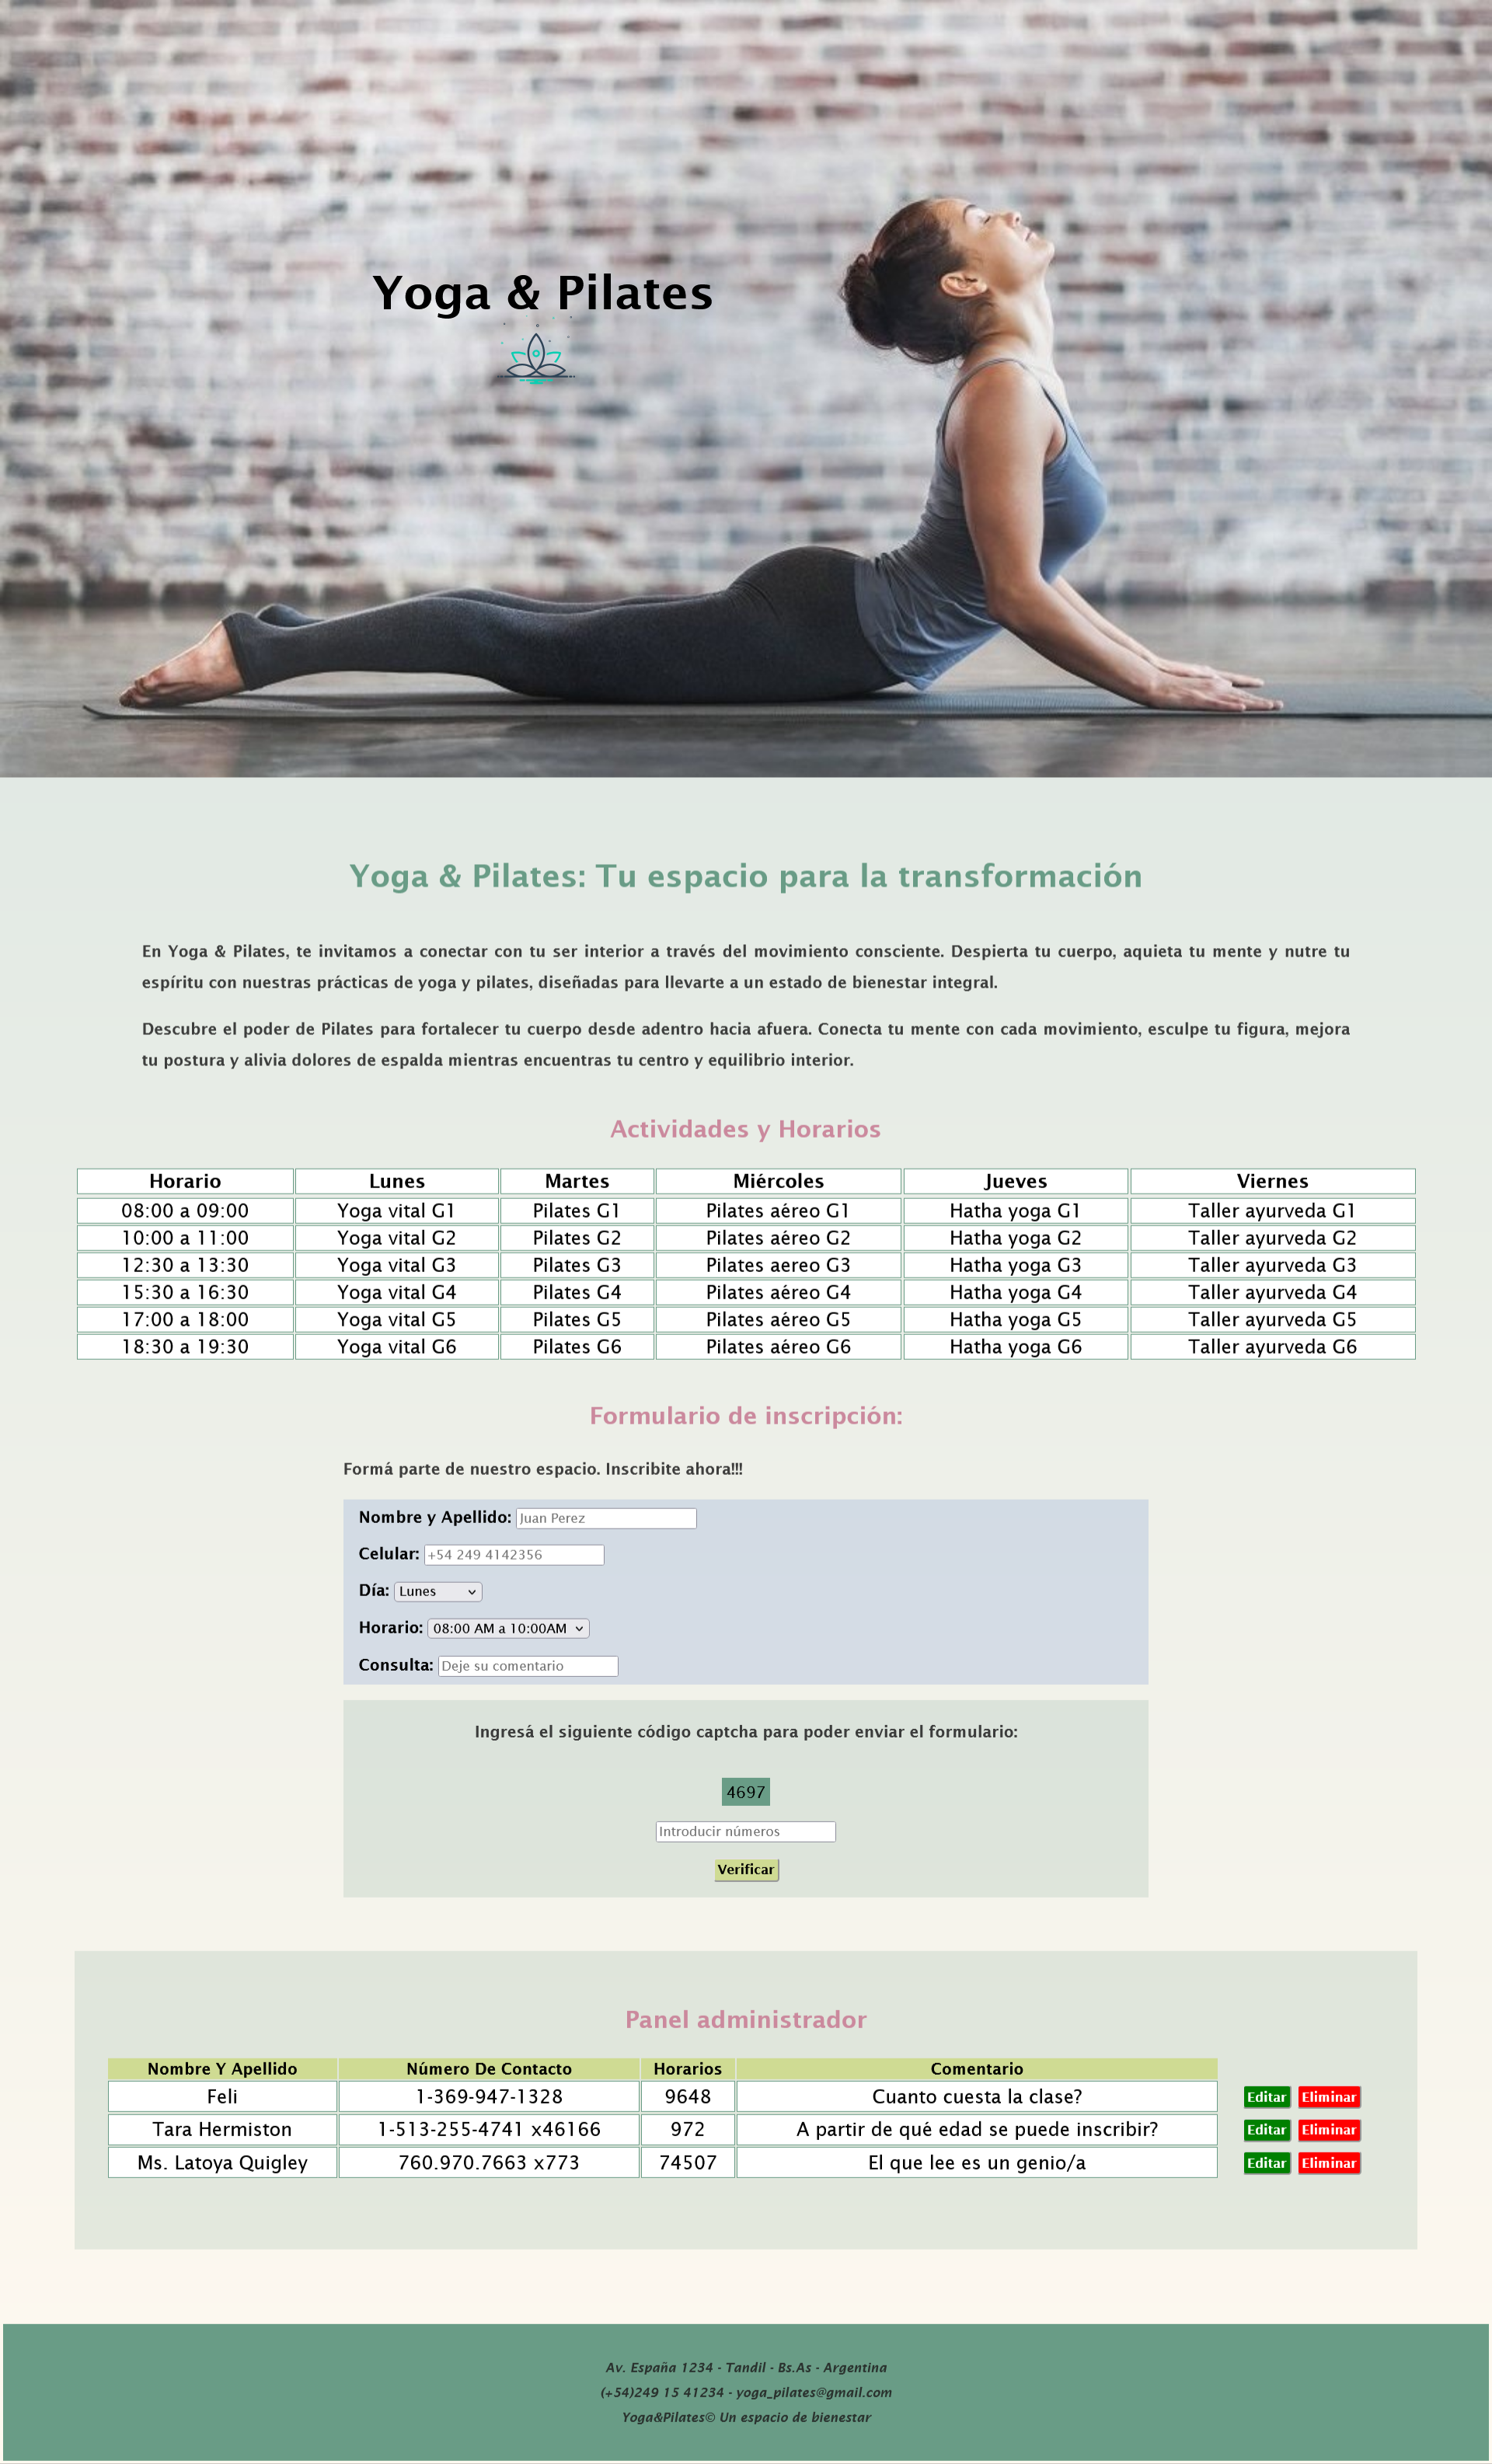 Yoga & Pilates
Yoga & Pilates: Tu espacio para la transformación
En Yoga & Pilates, te invitamos a conectar con tu ser interior a través del movimiento consciente. Despierta tu cuerpo, aquieta tu mente y nutre tu
espíritu con nuestras prácticas de yoga y pilates, diseñadas para llevarte a un estado de bienestar integral.
Descubre el poder de Pilates para fortalecer tu cuerpo desde adentro hacia afuera. Conecta tu mente con cada movimiento, esculpe tu figura, mejora
tu postura y alivia dolores de espalda mientras encuentras tu centro y equilibrio interior.
Actividades y Horarios
Horario Lunes Martes Miércoles Jueves Viernes
08:00 a 09:00 Yoga vital G1 Pilates G1 Pilates aéreo G1 Hatha yoga G1 Taller ayurveda G1
10:00 a 11:00 Yoga vital G2 Pilates G2 Pilates aéreo G2 Hatha yoga G2 Taller ayurveda G2
12:30 a 13:30 Yoga vital G3 Pilates G3 Pilates aereo G3 Hatha yoga G3 Taller ayurveda G3
15:30 a 16:30 Yoga vital G4 Pilates G4 Pilates aéreo G4 Hatha yoga G4 Taller ayurveda G4
17:00 a 18:00 Yoga vital G5 Pilates G5 Pilates aéreo G5 Hatha yoga G5 Taller ayurveda G5
18:30 a 19:30 Yoga vital G6 Pilates G6 Pilates aéreo G6 Hatha yoga G6 Taller ayurveda G6
Formulario de inscripción:
Formá parte de nuestro espacio. Inscribite ahora!!!
Nombre y Apellido: Juan Perez
Celular: +54 249 4142356
Día: Lunes
Horario: 08:00 AM a 10:00AM
Consulta: Deje su comentario
Ingresá el siguiente código captcha para poder enviar el formulario:
4697
Introducir números
Verificar
Panel administrador
Nombre Y Apellido Número De Contacto Horarios Comentario
Feli 1-369-947-1328 9648 Cuanto cuesta la clase? Editar Eliminar
Tara Hermiston 1-513-255-4741 x46166 972 A partir de qué edad se puede inscribir? Editar Eliminar
Ms. Latoya Quigley 760.970.7663 x773 74507 El que lee es un genio/a Editar Eliminar
Av. España 1234 - Tandil - Bs.As - Argentina
(+54)249 15 41234 - yoga_pilates@gmail.com
Yoga&Pilates© Un espacio de bienestar